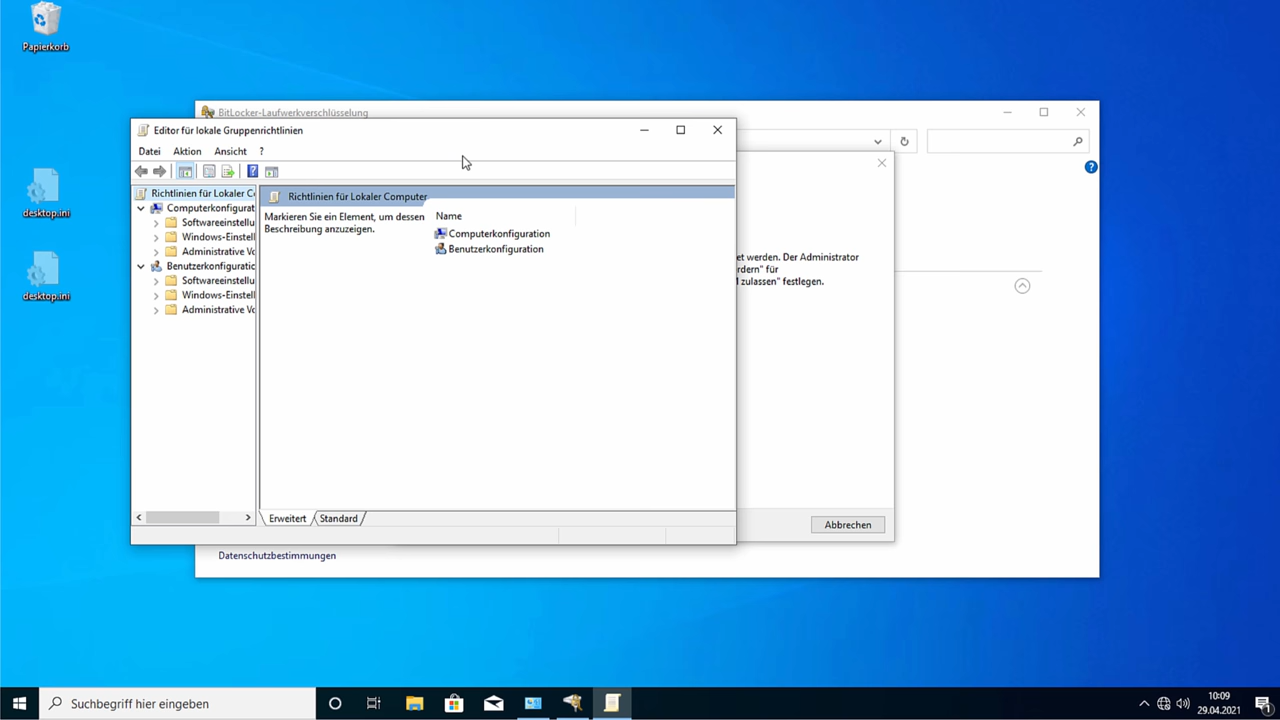 Papierkorb
desktop.ini
desktop.ini
BitLocker-Laufwerkverschlüsselung
Editor für lokale Gruppenrichtlinien
Datei Aktion Ansicht ?
Richtlinien für Lokaler Co
Computerkonfigurat
Softwareeinstellu
Windows-Einstell
Administrative Vo
Benutzerkonfiguratio
Softwareeinstellu
Windows-Einstell
Administrative Vo
Richtlinien für Lokaler Computer
Markieren Sie ein Element, um dessen
Beschreibung anzuzeigen.
Name
Computerkonfiguration
Benutzerkonfiguration
Erweitert Standard
et werden. Der Administrator
rdern" für
l zulassen" festlegen.
Abbrechen
Datenschutzbestimmungen
Suchbegriff hier eingeben
10:09
29.04.2021
1